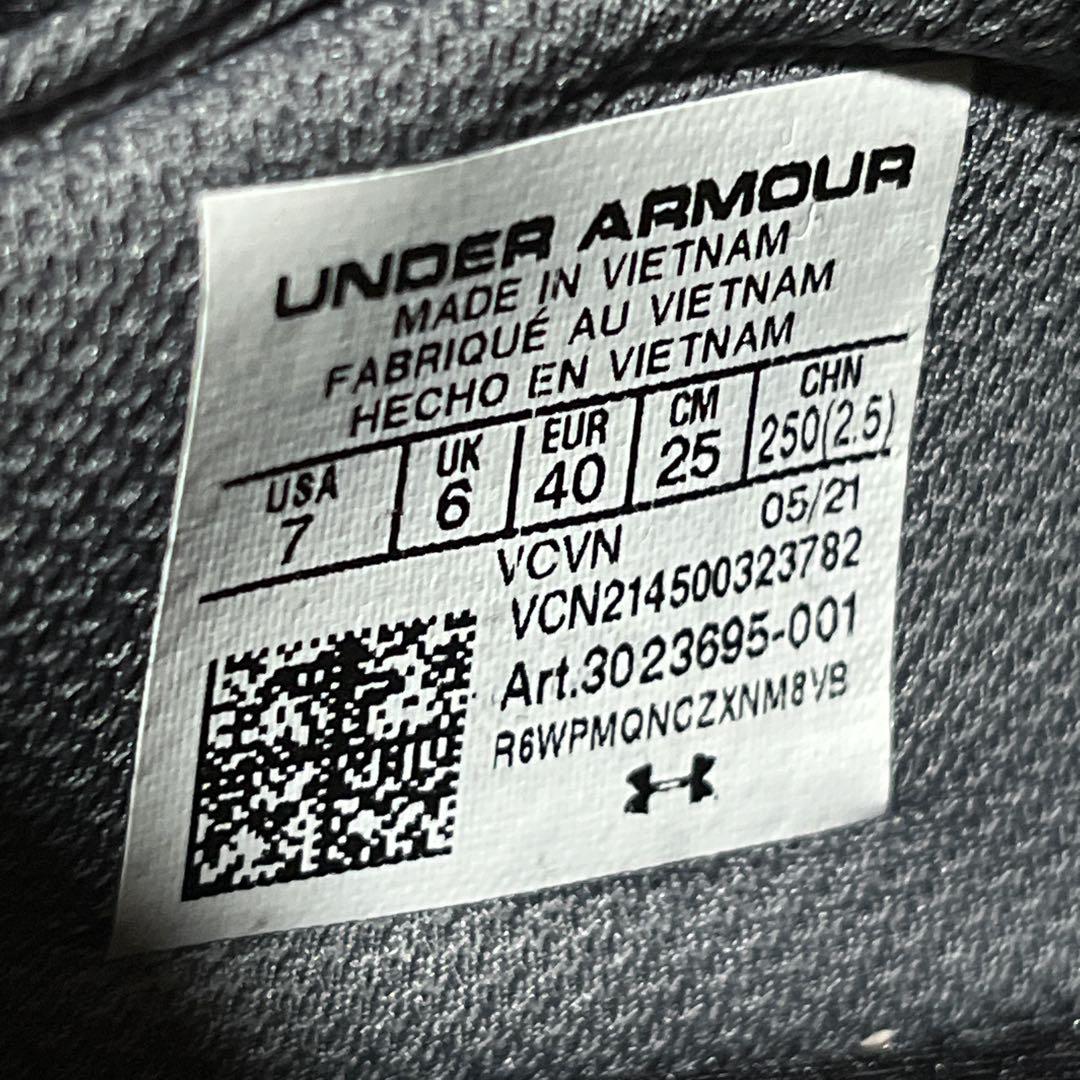 UNDER ARMOUR
MADE IN VIETNAM
FABRIQUÉ AU VIETNAM
HECHO EN VIETNAM
USA UK EUR CM CHN
7 6 40 25 250(2.5)
VCVN 05/21
VCN214500323782
Art.3023695-001
R6WPMQNCZXNM8VB